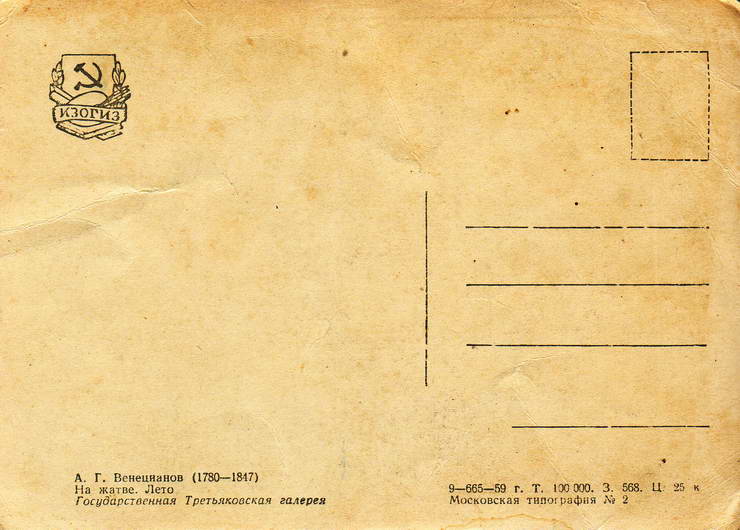 ИЗОГИЗ
А. Г. Венецианов (1780—1847)
На жатве. Лето
Государственная Третьяковская галерея
9—665—59 г. Т. 100 000. З. 568. Ц. 25 к
Московская типография № 2